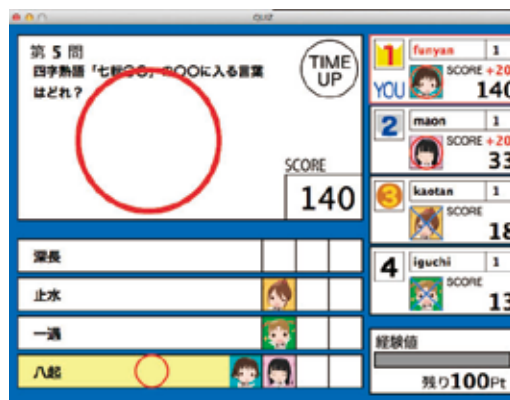 QUIZ
第 5 問
四字熟語「七転〇〇」の〇〇に入る言葉
はどれ？
TIME
UP
SCORE
140
深長
止水
一遇
八起
1
YOU
funyan
1
SCORE +20
140
2
maon
1
SCORE +20
33
3
kaotan
1
SCORE
18
4
iguchi
1
SCORE
13
経験値
残り100Pt